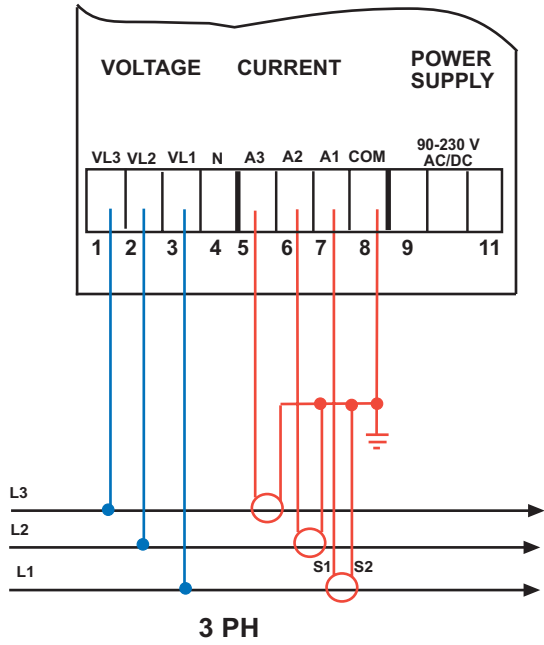 VOLTAGE CURRENT POWER
SUPPLY
90-230 V
AC/DC
VL3 VL2 VL1 N A3 A2 A1 COM
1 2 3 4 5 6 7 8 9 11
L3
L2
L1 S1 S2
3 PH